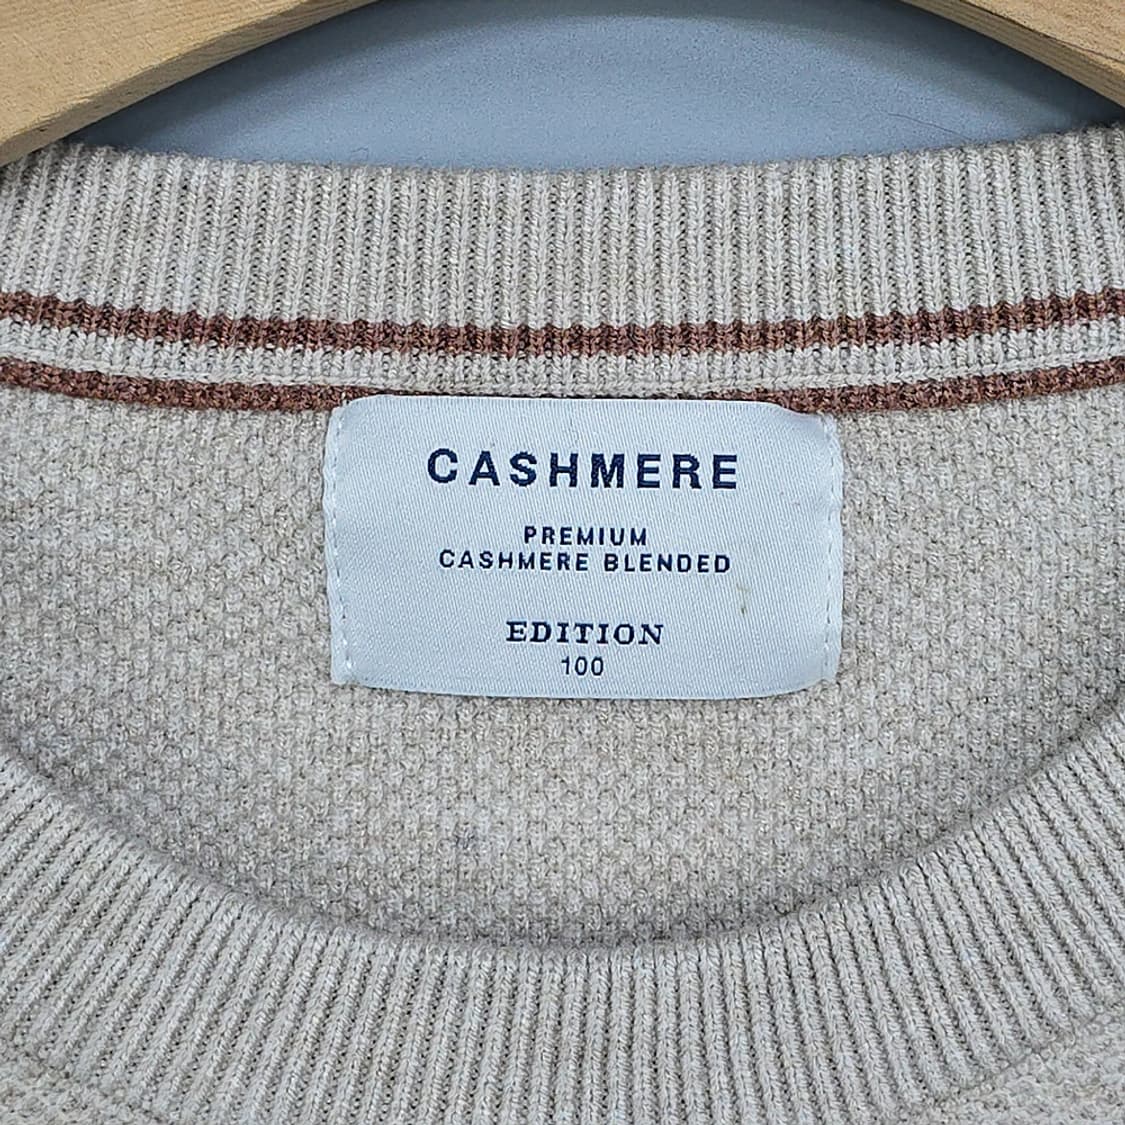 CASHMERE
PREMIUM
CASHMERE BLENDED
EDITION
100